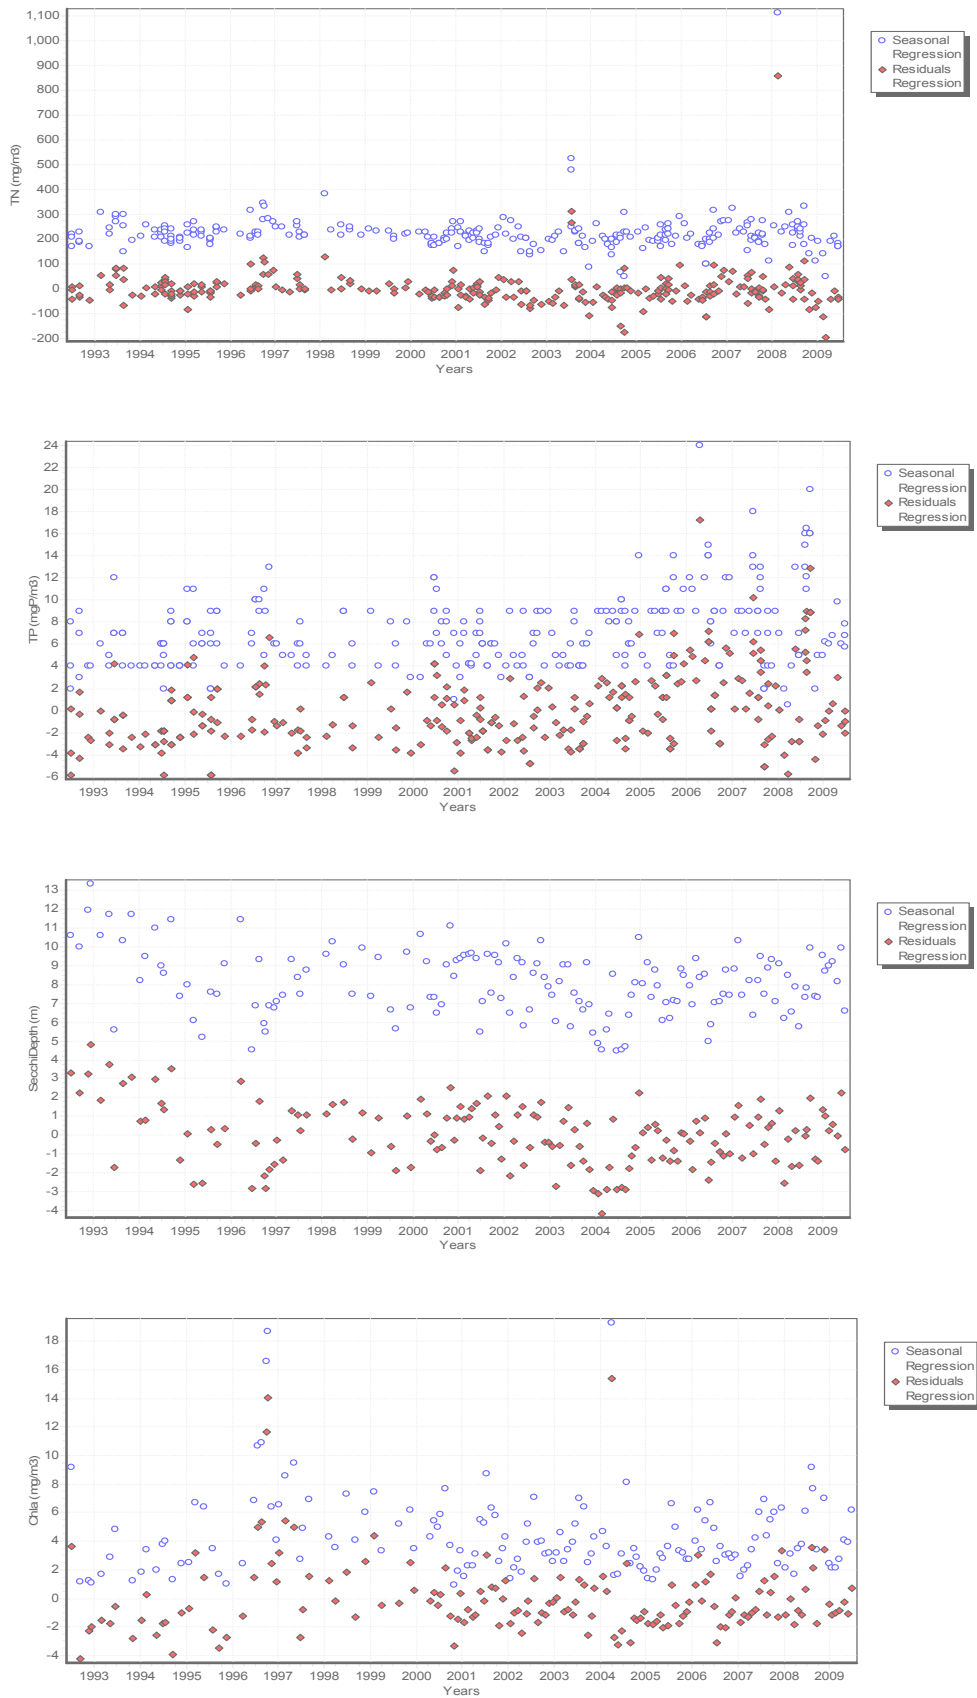 1,100
1,000
900
800
700
600
500
400
300
200
100
0
-100
-200
TN (mg/m3)
1993 1994 1995 1996 1997 1998 1999 2000 2001 2002 2003 2004 2005 2006 2007 2008 2009
Years
Seasonal
Regression
Residuals
Regression
24
22
20
18
16
14
12
10
8
6
4
2
0
-2
-4
-6
TP (mgP/m3)
1993 1994 1995 1996 1997 1998 1999 2000 2001 2002 2003 2004 2005 2006 2007 2008 2009
Years
Seasonal
Regression
Residuals
Regression
13
12
11
10
9
8
7
6
5
4
3
2
1
0
-1
-2
-3
-4
SecchiDepth (m)
1993 1994 1995 1996 1997 1998 1999 2000 2001 2002 2003 2004 2005 2006 2007 2008 2009
Years
Seasonal
Regression
Residuals
Regression
18
16
14
12
10
8
6
4
2
0
-2
-4
Chla (mg/m3)
1993 1994 1995 1996 1997 1998 1999 2000 2001 2002 2003 2004 2005 2006 2007 2008 2009
Years
Seasonal
Regression
Residuals
Regression